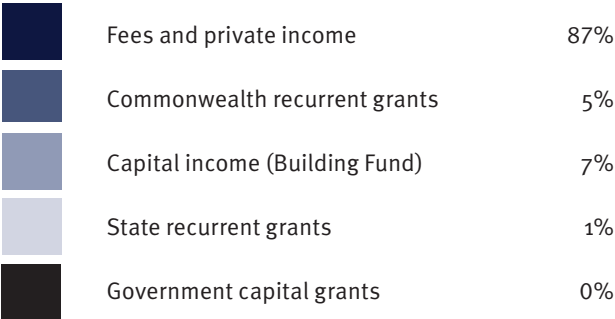 Fees and private income 87%
Commonwealth recurrent grants 5%
Capital income (Building Fund) 7%
State recurrent grants 1%
Government capital grants 0%